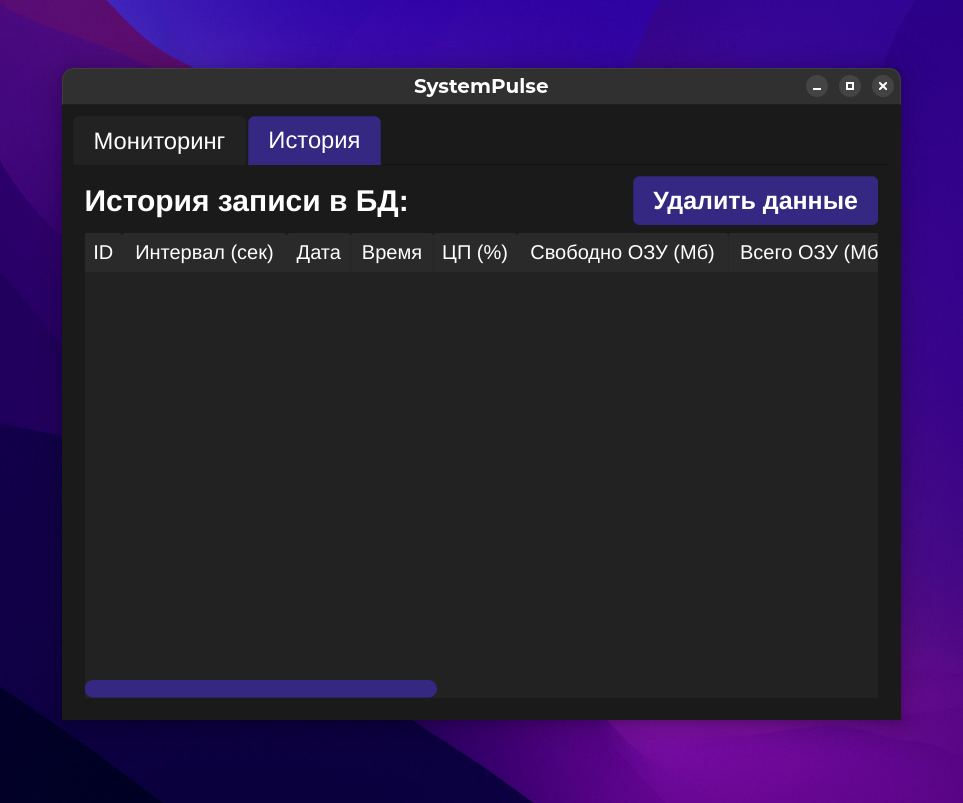 SystemPulse
Мониторинг История
История записи в БД: Удалить данные
ID Интервал (сек) Дата Время ЦП (%) Свободно ОЗУ (Мб) Всего ОЗУ (Мб